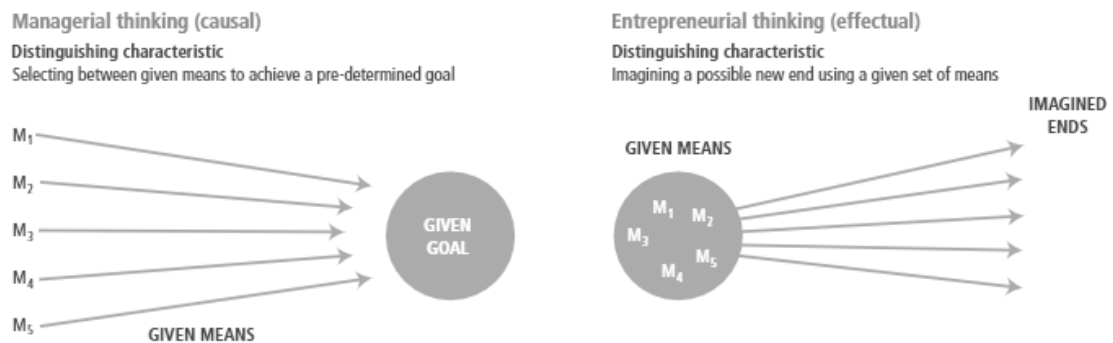 Managerial thinking (causal)
Distinguishing characteristic
Selecting between given means to achieve a pre-determined goal
M₁
M₂
M₃
M₄
M₅
GIVEN MEANS
GIVEN
GOAL
Entrepreneurial thinking (effectual)
Distinguishing characteristic
Imagining a possible new end using a given set of means
IMAGINED
ENDS
GIVEN MEANS
M₁
M₂
M₃
M₅
M₄